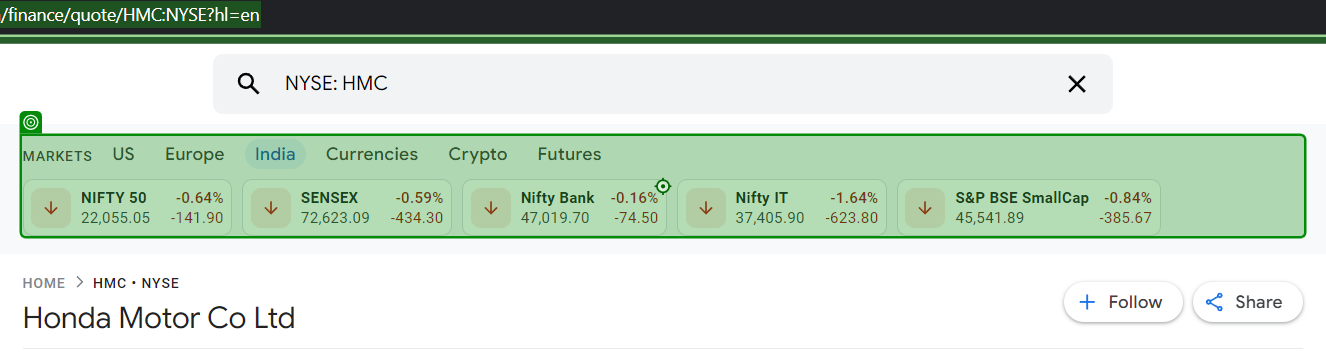 /finance/quote/HMC:NYSE?hl=en
NYSE: HMC
MARKETS US Europe India Currencies Crypto Futures
NIFTY 50 -0.64% SENSEX -0.59% Nifty Bank -0.16% Nifty IT -1.64% S&P BSE SmallCap -0.84%
22,055.05 -141.90 72,623.09 -434.30 47,019.70 -74.50 37,405.90 -623.80 45,541.89 -385.67
HOME > HMC • NYSE
Honda Motor Co Ltd
Follow Share